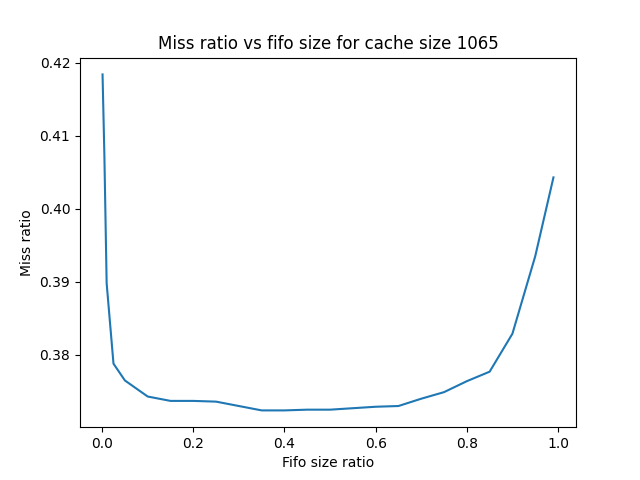 Miss ratio vs fifo size for cache size 1065
0.42
0.41
0.40
0.39
0.38
Miss ratio
0.0 0.2 0.4 0.6 0.8 1.0
Fifo size ratio